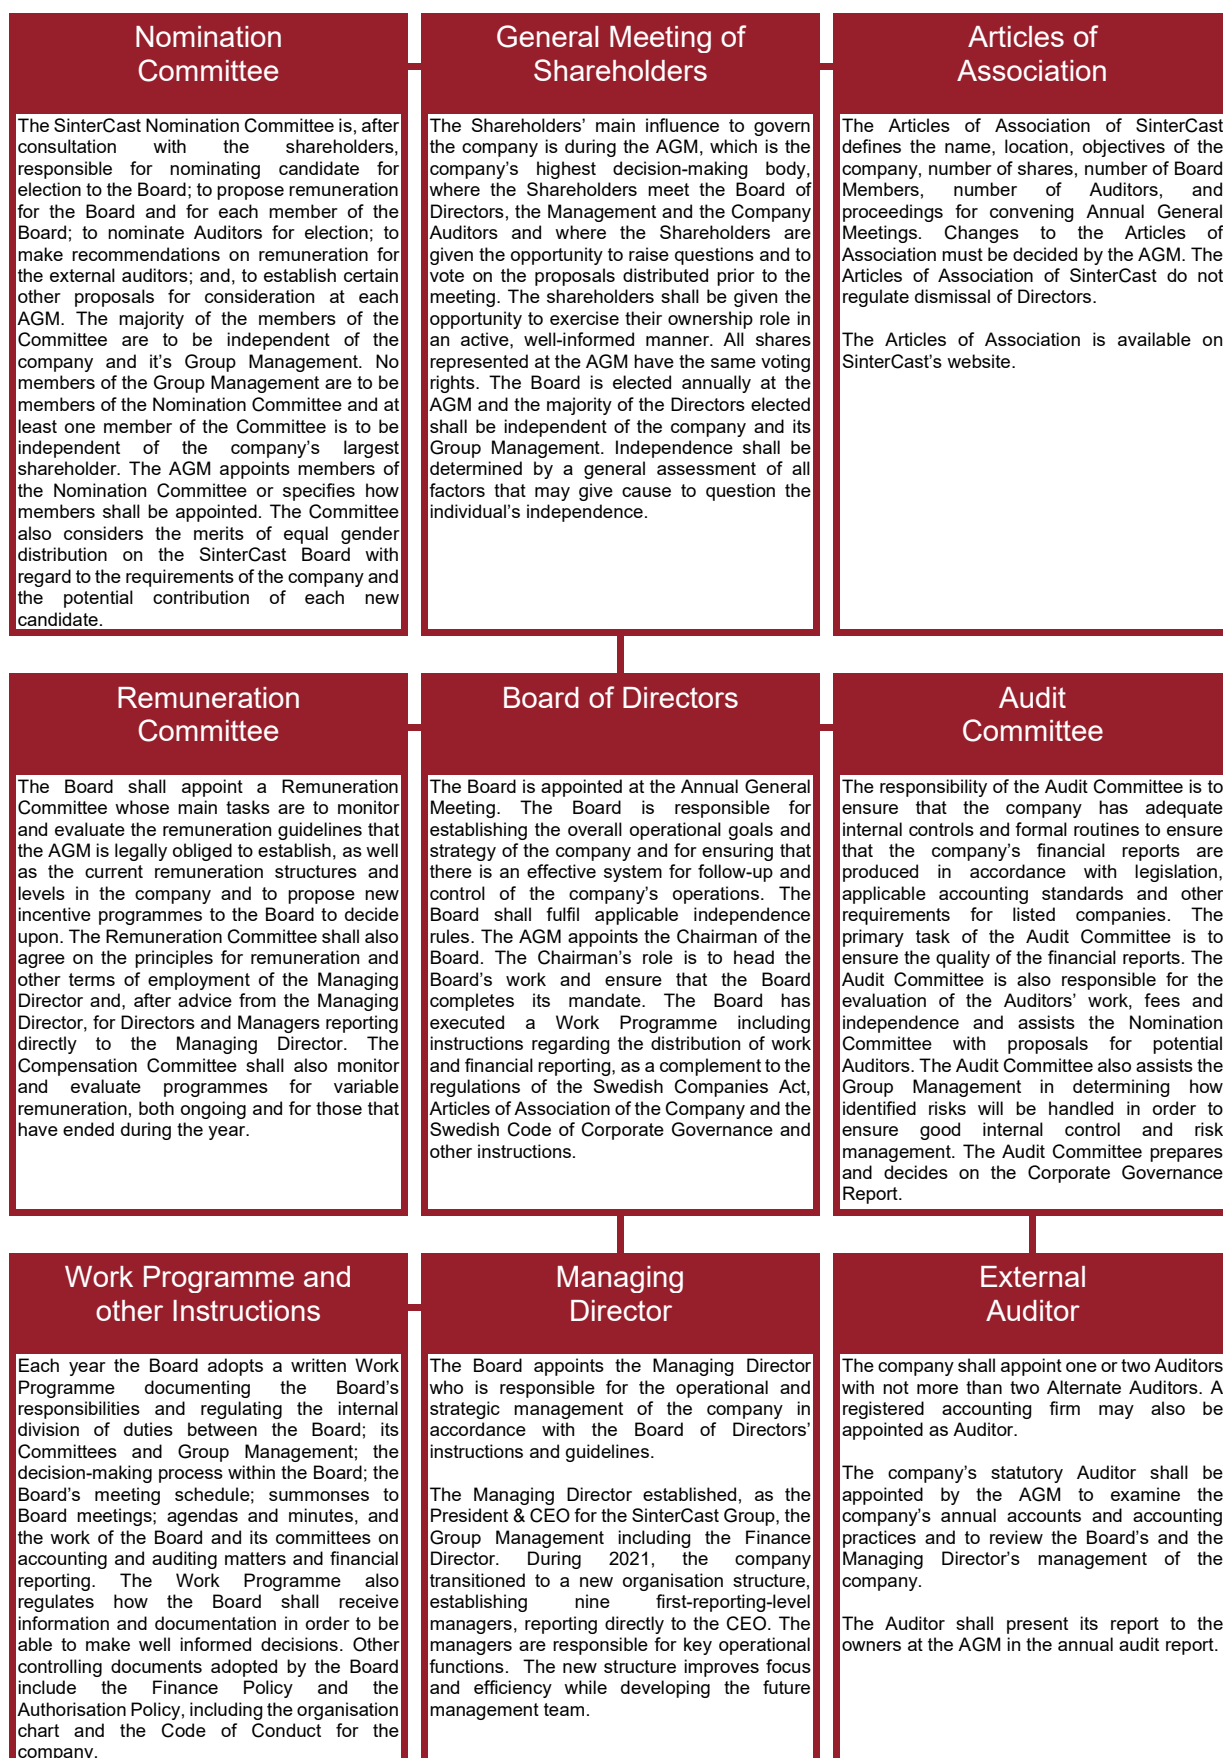 Nomination
Committee
The SinterCast Nomination Committee is, after
consultation with the shareholders,
responsible for nominating candidate for
election to the Board; to propose remuneration
for the Board and for each member of the
Board; to nominate Auditors for election; to
make recommendations on remuneration for
the external auditors; and, to establish certain
other proposals for consideration at each
AGM. The majority of the members of the
Committee are to be independent of the
company and it's Group Management. No
members of the Group Management are to be
members of the Nomination Committee and at
least one member of the Committee is to be
independent of the company's largest
shareholder. The AGM appoints members of
the Nomination Committee or specifies how
members shall be appointed. The Committee
also considers the merits of equal gender
distribution on the SinterCast Board with
regard to the requirements of the company and
the potential contribution of each new
candidate.
General Meeting of
Shareholders
The Shareholders' main influence to govern
the company is during the AGM, which is the
company's highest decision-making body,
where the Shareholders meet the Board of
Directors, the Management and the Company
Auditors and where the Shareholders are
given the opportunity to raise questions and to
vote on the proposals distributed prior to the
meeting. The shareholders shall be given the
opportunity to exercise their ownership role in
an active, well-informed manner. All shares
represented at the AGM have the same voting
rights. The Board is elected annually at the
AGM and the majority of the Directors elected
shall be independent of the company and its
Group Management. Independence shall be
determined by a general assessment of all
factors that may give cause to question the
individual's independence.
Articles of
Association
The Articles of Association of SinterCast
defines the name, location, objectives of the
company, number of shares, number of Board
Members, number of Auditors, and
proceedings for convening Annual General
Meetings. Changes to the Articles of
Association must be decided by the AGM. The
Articles of Association of SinterCast do not
regulate dismissal of Directors.
The Articles of Association is available on
SinterCast's website.
Remuneration
Committee
The Board shall appoint a Remuneration
Committee whose main tasks are to monitor
and evaluate the remuneration guidelines that
the AGM is legally obliged to establish, as well
as the current remuneration structures and
levels in the company and to propose new
incentive programmes to the Board to decide
upon. The Remuneration Committee shall also
agree on the principles for remuneration and
other terms of employment of the Managing
Director and, after advice from the Managing
Director, for Directors and Managers reporting
directly to the Managing Director. The
Compensation Committee shall also monitor
and evaluate programmes for variable
remuneration, both ongoing and for those that
have ended during the year.
Board of Directors
The Board is appointed at the Annual General
Meeting. The Board is responsible for
establishing the overall operational goals and
strategy of the company and for ensuring that
there is an effective system for follow-up and
control of the company's operations. The
Board shall fulfil applicable independence
rules. The AGM appoints the Chairman of the
Board. The Chairman's role is to head the
Board's work and ensure that the Board
completes its mandate. The Board has
executed a Work Programme including
instructions regarding the distribution of work
and financial reporting, as a complement to the
regulations of the Swedish Companies Act,
Articles of Association of the Company and the
Swedish Code of Corporate Governance and
other instructions.
Audit
Committee
The responsibility of the Audit Committee is to
ensure that the company has adequate
internal controls and formal routines to ensure
that the company's financial reports are
produced in accordance with legislation,
applicable accounting standards and other
requirements for listed companies. The
primary task of the Audit Committee is to
ensure the quality of the financial reports. The
Audit Committee is also responsible for the
evaluation of the Auditors' work, fees and
independence and assists the Nomination
Committee with proposals for potential
Auditors. The Audit Committee also assists the
Group Management in determining how
identified risks will be handled in order to
ensure good internal control and risk
management. The Audit Committee prepares
and decides on the Corporate Governance
Report.
Work Programme and
other Instructions
Each year the Board adopts a written Work
Programme documenting the Board's
responsibilities and regulating the internal
division of duties between the Board; its
Committees and Group Management; the
decision-making process within the Board; the
Board's meeting schedule; summonses to
Board meetings; agendas and minutes, and
the work of the Board and its committees on
accounting and auditing matters and financial
reporting. The Work Programme also
regulates how the Board shall receive
information and documentation in order to be
able to make well informed decisions. Other
controlling documents adopted by the Board
include the Finance Policy and the
Authorisation Policy, including the organisation
chart and the Code of Conduct for the
company.
Managing
Director
The Board appoints the Managing Director
who is responsible for the operational and
strategic management of the company in
accordance with the Board of Directors'
instructions and guidelines.
The Managing Director established, as the
President & CEO for the SinterCast Group, the
Group Management including the Finance
Director. During 2021, the company
transitioned to a new organisation structure,
establishing nine first-reporting-level
managers, reporting directly to the CEO. The
managers are responsible for key operational
functions. The new structure improves focus
and efficiency while developing the future
management team.
External
Auditor
The company shall appoint one or two Auditors
with not more than two Alternate Auditors. A
registered accounting firm may also be
appointed as Auditor.
The company's statutory Auditor shall be
appointed by the AGM to examine the
company's annual accounts and accounting
practices and to review the Board's and the
Managing Director's management of the
company.
The Auditor shall present its report to the
owners at the AGM in the annual audit report.